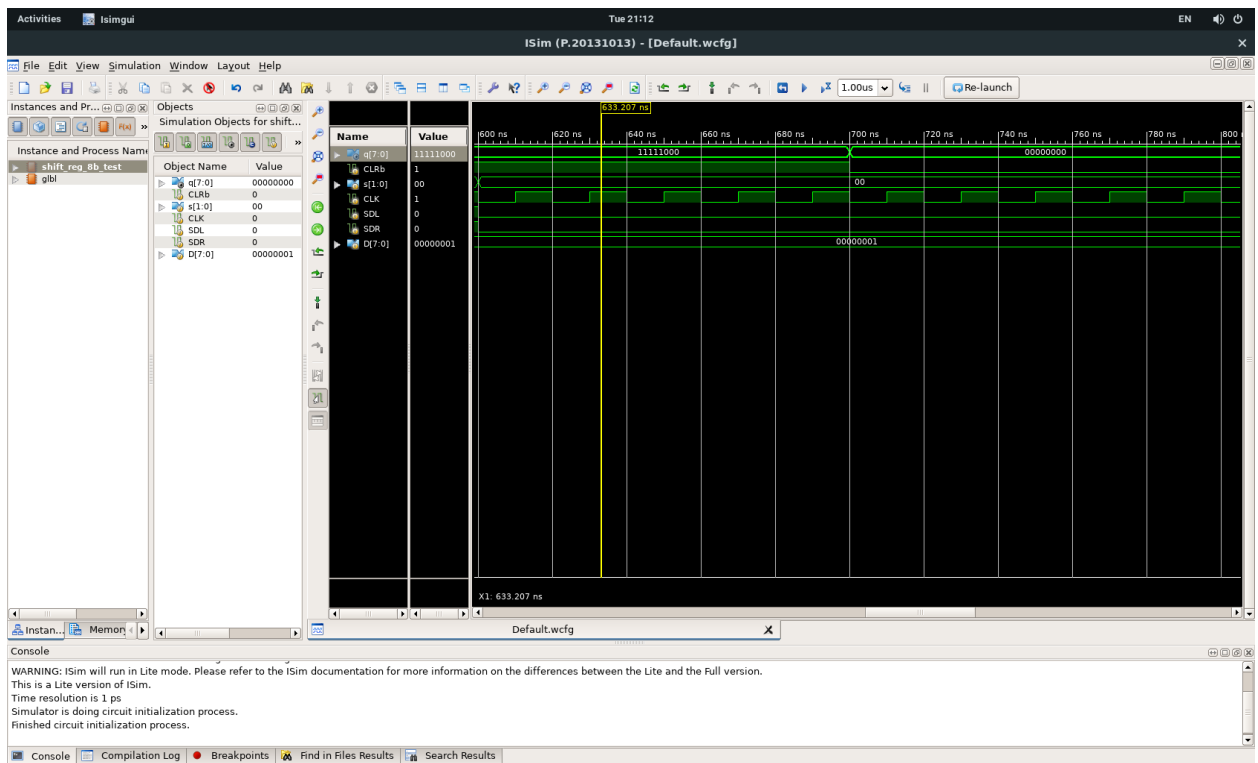 Activities Isimgui Tue 21:12 EN
ISim (P.20131013) - [Default.wcfg]
File Edit View Simulation Window Layout Help
1.00us Re-launch
Instances and Pr...
Instance and Process Name
shift_reg_8b_test
glbl
Instan... Memory
Objects
Simulation Objects for shift...
Object Name Value
q[7:0] 00000000
CLRb 0
s[1:0] 00
CLK 0
SDL 0
SDR 0
D[7:0] 00000001
Name Value
q[7:0] 11111000
CLRb 1
s[1:0] 00
CLK 1
SDL 0
SDR 0
D[7:0] 00000001
633.207 ns
600 ns 620 ns 640 ns 660 ns 680 ns 700 ns 720 ns 740 ns 760 ns 780 ns 800
11111000 00000000
00
00000001
X1: 633.207 ns
Default.wcfg
Console
WARNING: ISim will run in Lite mode. Please refer to the ISim documentation for more information on the differences between the Lite and the Full version.
This is a Lite version of ISim.
Time resolution is 1 ps
Simulator is doing circuit initialization process.
Finished circuit initialization process.
Console Compilation Log Breakpoints Find in Files Results Search Results